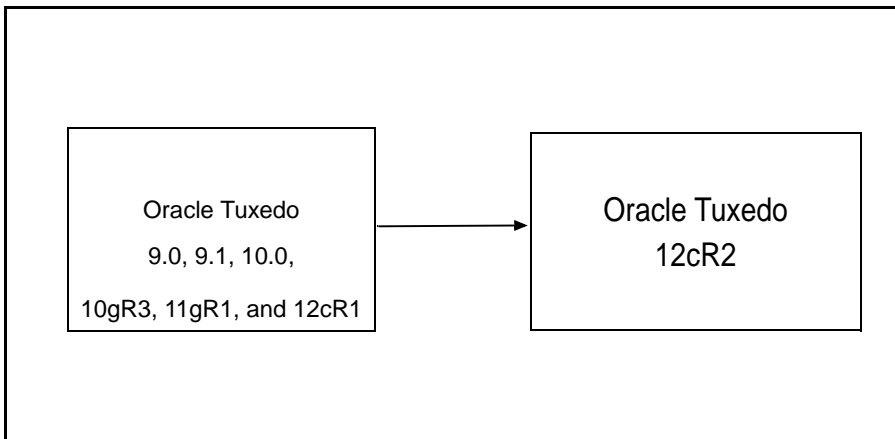 Oracle Tuxedo
9.0, 9.1, 10.0,
10gR3, 11gR1, and 12cR1
Oracle Tuxedo
12cR2